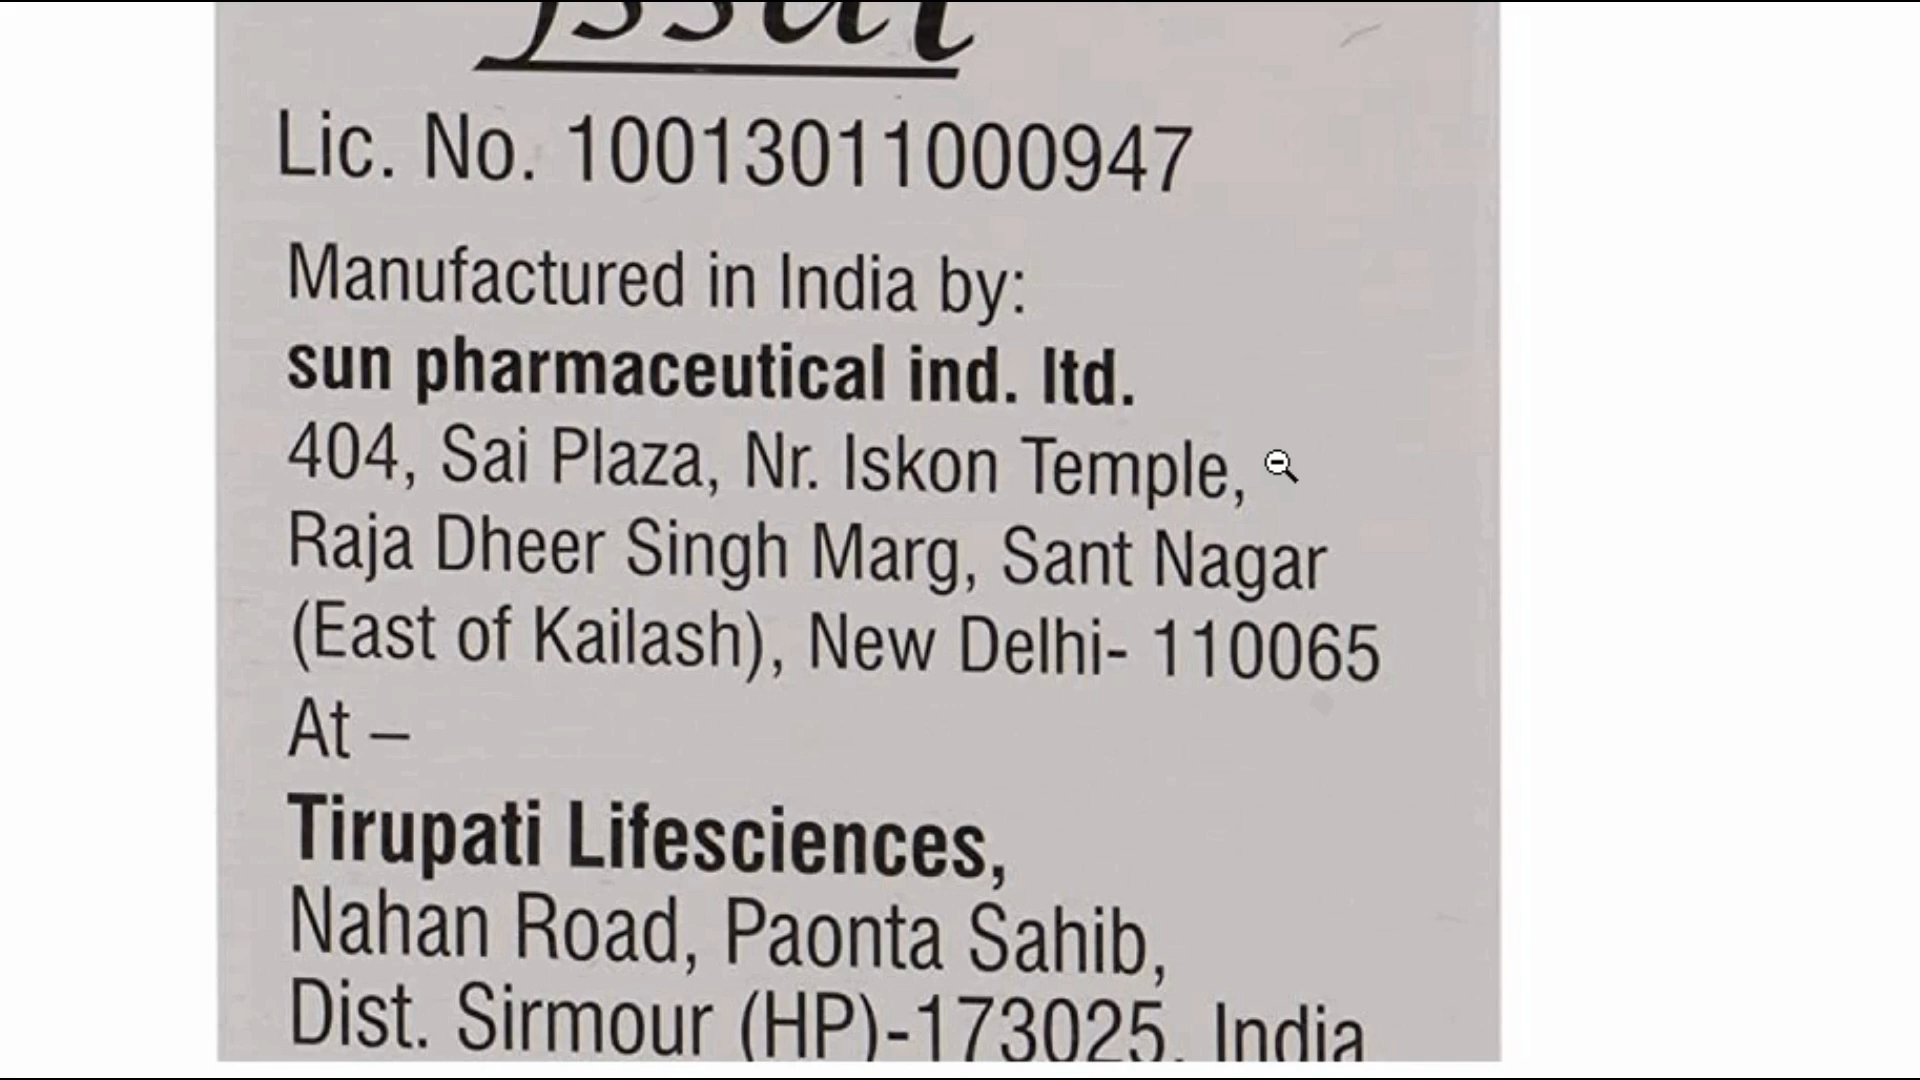 fssai
Lic. No. 10013011000947
Manufactured in India by:
sun pharmaceutical ind. ltd.
404, Sai Plaza, Nr. Iskon Temple,
Raja Dheer Singh Marg, Sant Nagar
(East of Kailash), New Delhi- 110065
At –
Tirupati Lifesciences,
Nahan Road, Paonta Sahib,
Dist. Sirmour (HP)-173025, India